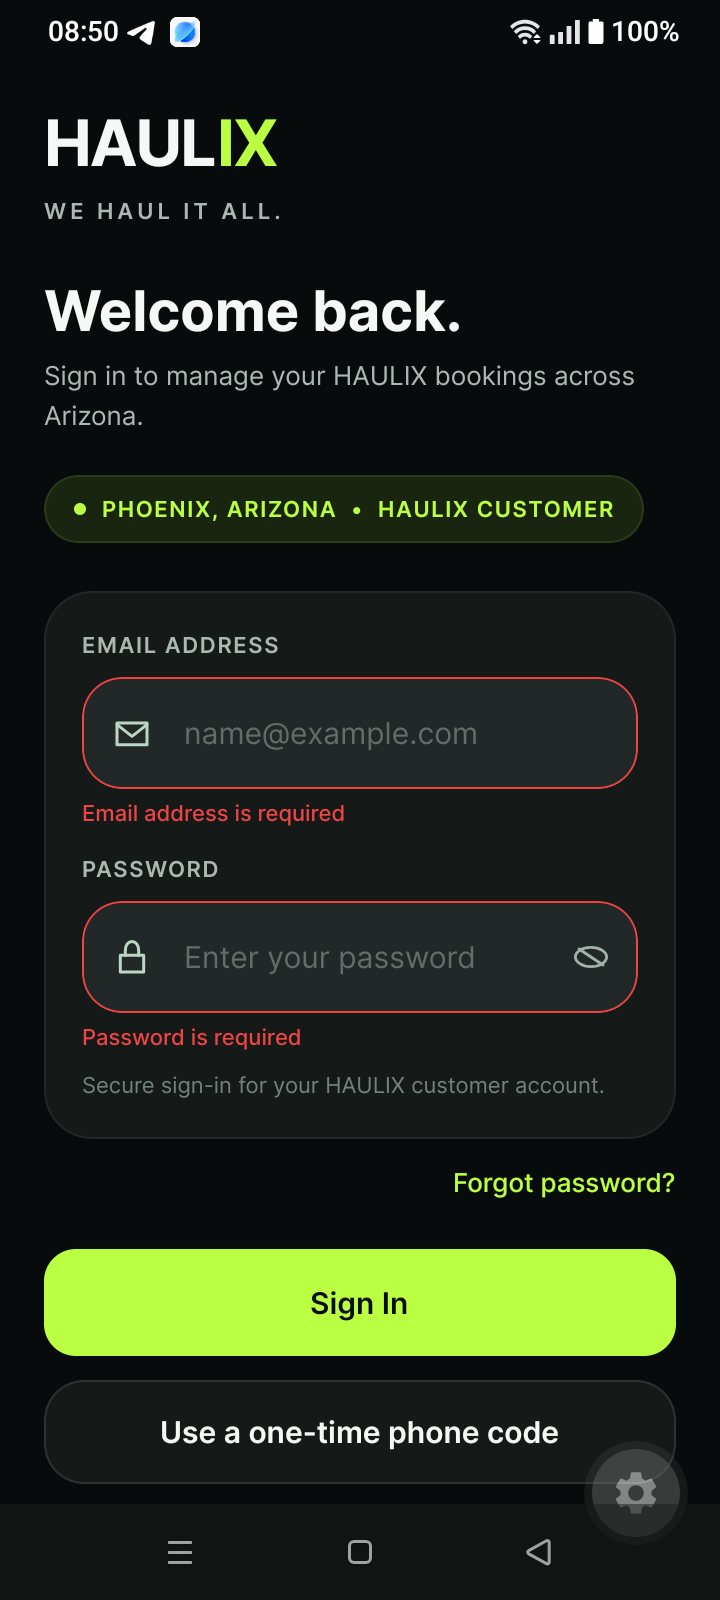 08:50
100%
HAULIX
WE HAUL IT ALL.
Welcome back.
Sign in to manage your HAULIX bookings across
Arizona.
PHOENIX, ARIZONA • HAULIX CUSTOMER
EMAIL ADDRESS
name@example.com
Email address is required
PASSWORD
Enter your password
Password is required
Secure sign-in for your HAULIX customer account.
Forgot password?
Sign In
Use a one-time phone code